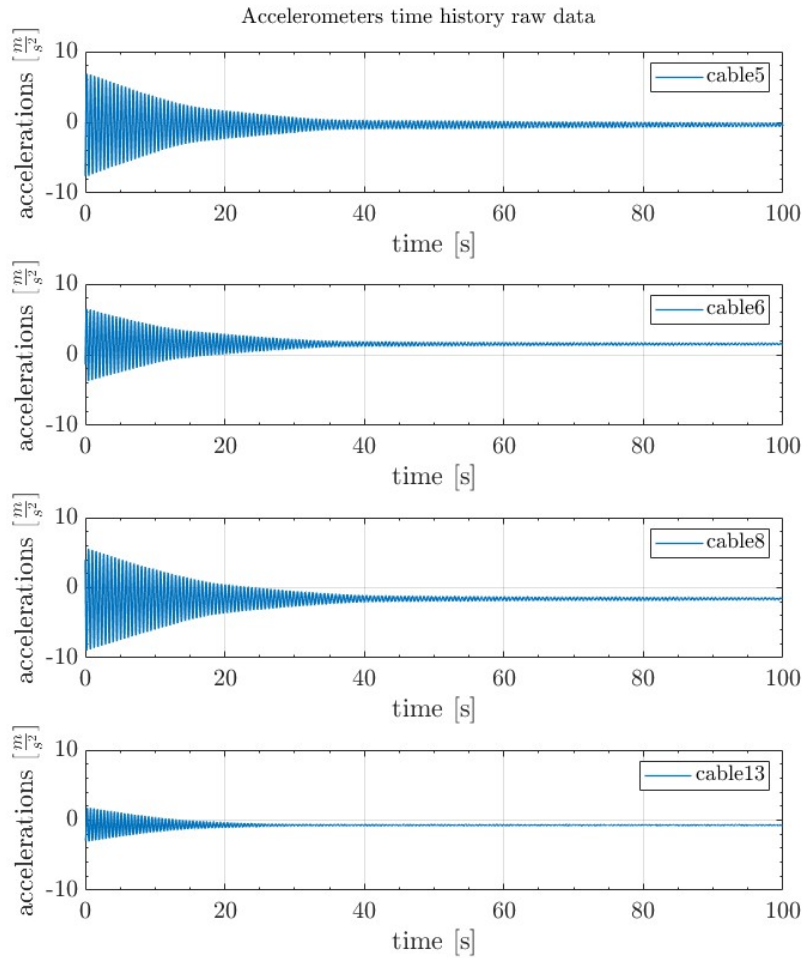 Accelerometers time history raw data
accelerations [m/s²]
10
0
-10
cable5
0 20 40 60 80 100
time [s]
accelerations [m/s²]
10
0
-10
cable6
0 20 40 60 80 100
time [s]
accelerations [m/s²]
10
0
-10
cable8
0 20 40 60 80 100
time [s]
accelerations [m/s²]
10
0
-10
cable13
0 20 40 60 80 100
time [s]